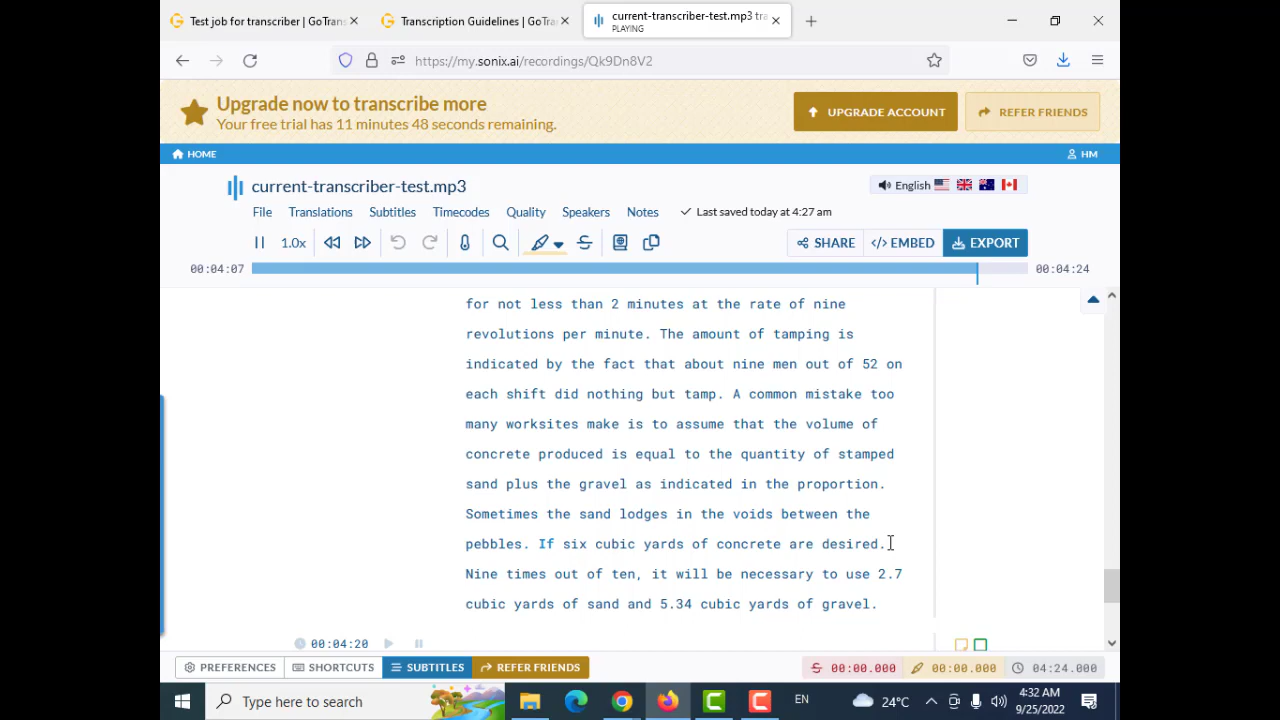 Test job for transcriber | GoTrans
Transcription Guidelines | GoTra
current-transcriber-test.mp3 tra
PLAYING
https://my.sonix.ai/recordings/Qk9Dn8V2
Upgrade now to transcribe more
Your free trial has 11 minutes 48 seconds remaining.
UPGRADE ACCOUNT
REFER FRIENDS
HOME
HM
current-transcriber-test.mp3
English
File Translations Subtitles Timecodes Quality Speakers Notes Last saved today at 4:27 am
1.0x
SHARE
</> EMBED
EXPORT
00:04:07
00:04:24
for not less than 2 minutes at the rate of nine
revolutions per minute. The amount of tamping is
indicated by the fact that about nine men out of 52 on
each shift did nothing but tamp. A common mistake too
many worksites make is to assume that the volume of
concrete produced is equal to the quantity of stamped
sand plus the gravel as indicated in the proportion.
Sometimes the sand lodges in the voids between the
pebbles. If six cubic yards of concrete are desired.
Nine times out of ten, it will be necessary to use 2.7
cubic yards of sand and 5.34 cubic yards of gravel.
00:04:20
PREFERENCES
SHORTCUTS
SUBTITLES
REFER FRIENDS
00:00.000
00:00.000
04:24.000
Type here to search
EN
24°C
4:32 AM
9/25/2022